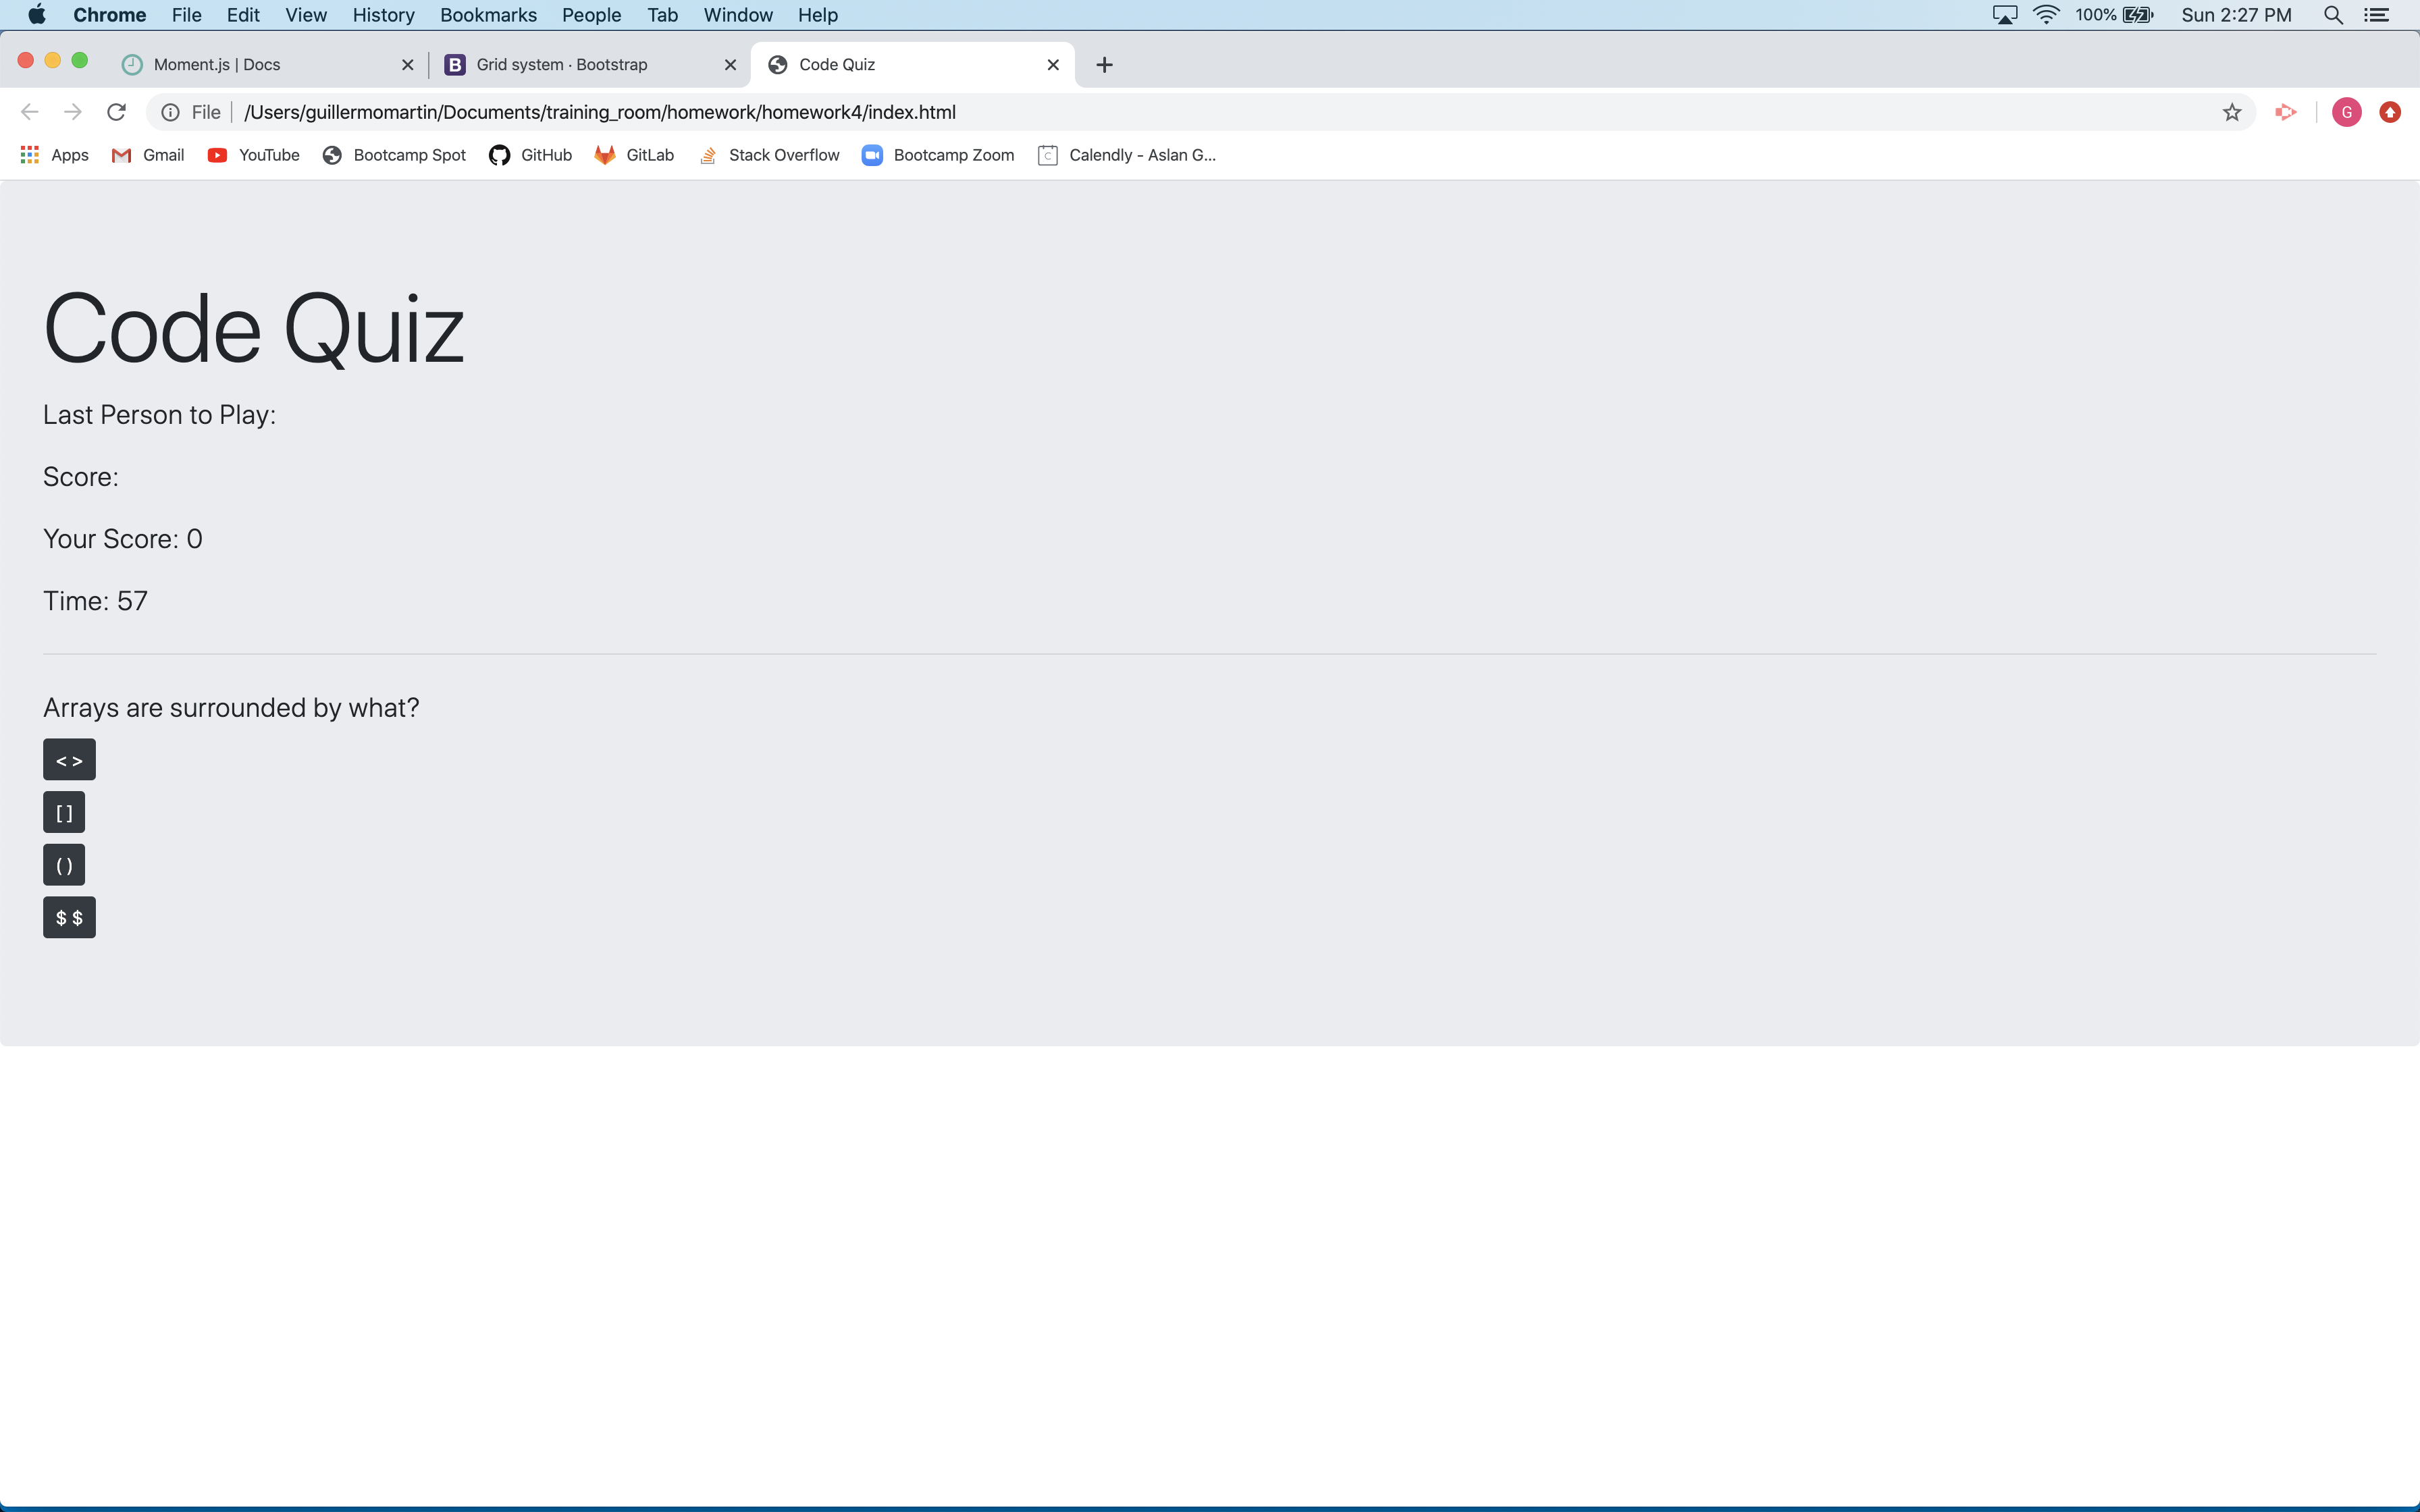 Chrome File Edit View History Bookmarks People Tab Window Help 100% Sun 2:27 PM
Moment.js | Docs B Grid system · Bootstrap Code Quiz
File /Users/guillermomartin/Documents/training_room/homework/homework4/index.html G
Apps Gmail YouTube Bootcamp Spot GitHub GitLab Stack Overflow Bootcamp Zoom C Calendly - Aslan G...
Code Quiz
Last Person to Play:
Score:
Your Score: 0
Time: 57
Arrays are surrounded by what?
< >
[ ]
( )
$ $